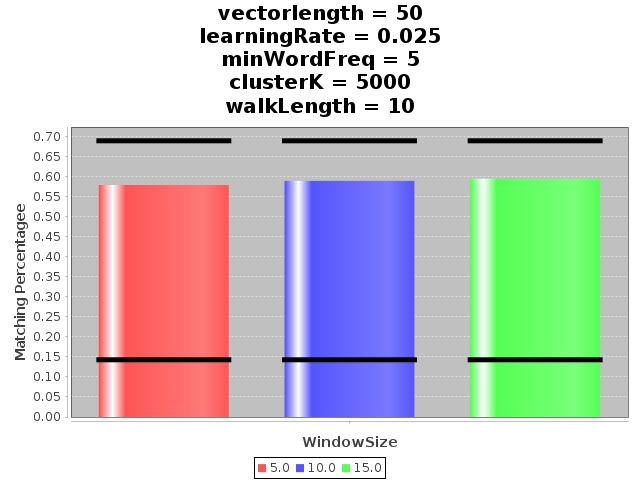 vectorlength = 50
learningRate = 0.025
minWordFreq = 5
clusterK = 5000
walkLength = 10
Matching Percentagee
0.70
0.65
0.60
0.55
0.50
0.45
0.40
0.35
0.30
0.25
0.20
0.15
0.10
0.05
0.00
WindowSize
5.0 10.0 15.0